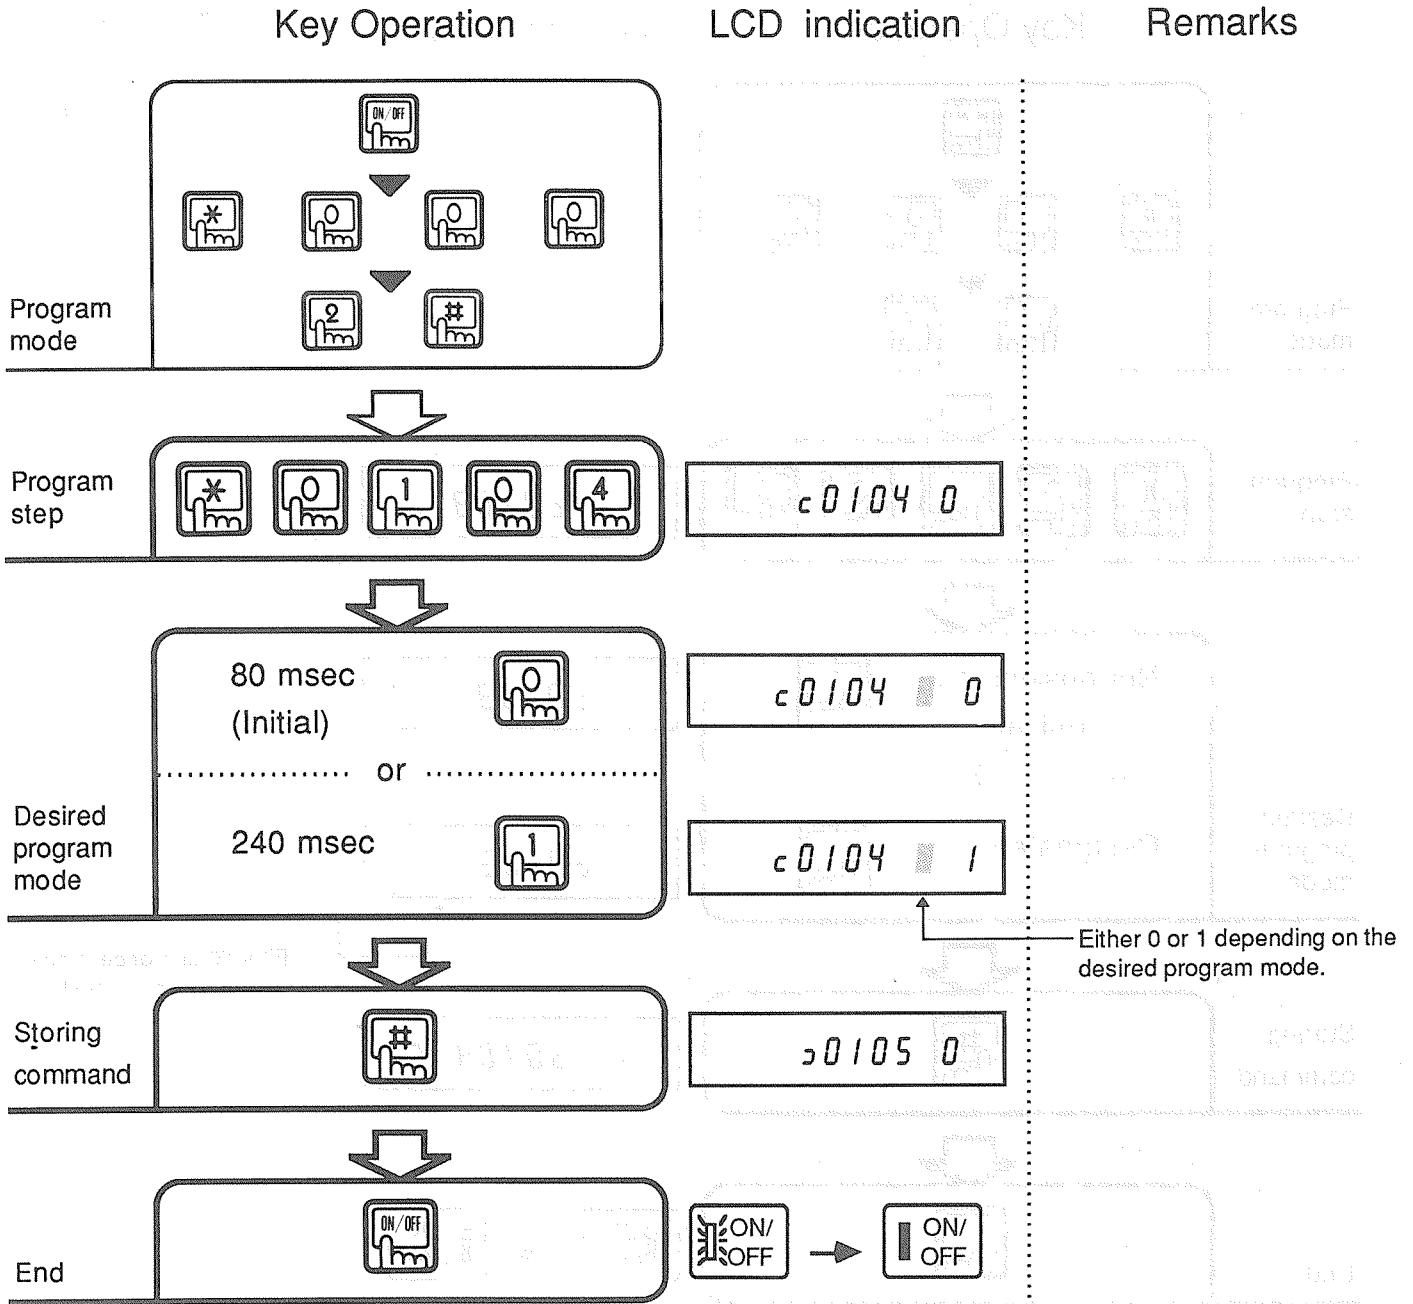 Key Operation LCD indication Remarks
ON/OFF
* 0 0 0
2 #
Program
mode
Program
step
* 0 1 0 4
c0104 0
80 msec
(Initial)
0
c0104 0
or
Desired
program
mode
240 msec
1
c0104 1
Either 0 or 1 depending on the
desired program mode.
Storing
command
#
ɔ0105 0
End
ON/OFF
ON/
OFF
ON/
OFF